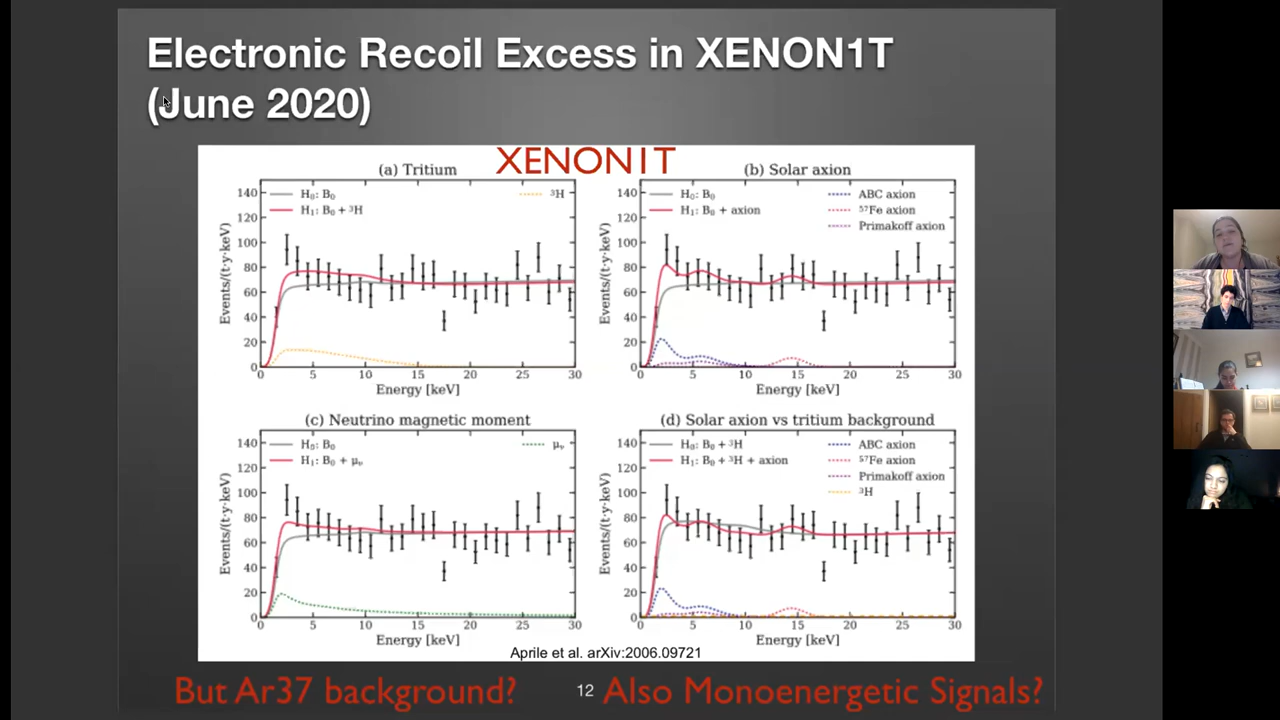 Electronic Recoil Excess in XENON1T
(June 2020)
XENON1T
(a) Tritium
H₀: B₀
H₁: B₀ + ³H
³H
Events/(t·y·keV)
140
120
100
80
60
40
20
0
0 5 10 15 20 25 30
Energy [keV]
(b) Solar axion
H₀: B₀
H₁: B₀ + axion
ABC axion
⁵⁷Fe axion
Primakoff axion
Events/(t·y·keV)
140
120
100
80
60
40
20
0
0 5 10 15 20 25 30
Energy [keV]
(c) Neutrino magnetic moment
H₀: B₀
H₁: B₀ + μᵥ
μᵥ
Events/(t·y·keV)
140
120
100
80
60
40
20
0
0 5 10 15 20 25 30
Energy [keV]
(d) Solar axion vs tritium background
H₀: B₀ + ³H
H₁: B₀ + ³H + axion
ABC axion
⁵⁷Fe axion
Primakoff axion
³H
Events/(t·y·keV)
140
120
100
80
60
40
20
0
0 5 10 15 20 25 30
Energy [keV]
Aprile et al. arXiv:2006.09721
But Ar37 background?
12
Also Monoenergetic Signals?